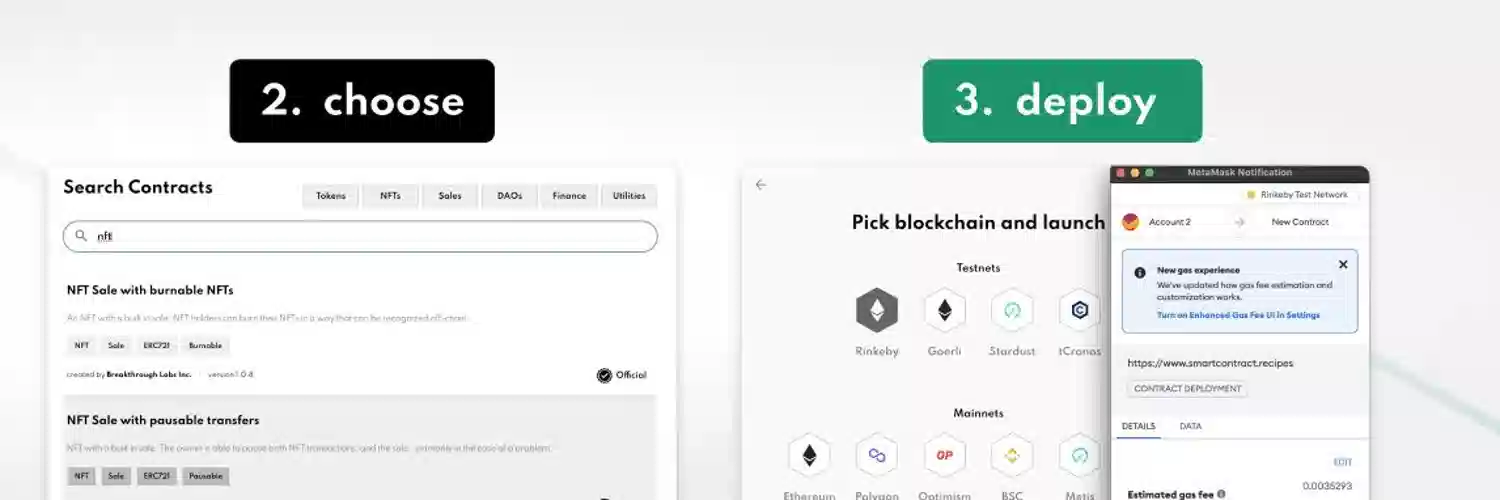 2. choose
Search Contracts
Tokens NFTs Sales DAOs Finance Utilities
nft
NFT Sale with burnable NFTs
An NFT with a built in sale. NFT holders can burn their NFTs in a way that can be recognized off-chain.
NFT Sale ERC721 Burnable
created by Breakthrough Labs Inc. version 1.0.8
Official
NFT Sale with pausable transfers
NFT with a built in sale. The owner is able to pause both NFT transactions, and the sale
in the case of a problem.
NFT Sale ERC721 Pausable
3. deploy
←
Pick blockchain and launch
Testnets
Rinkeby Goerli Stardust tCronos
Mainnets
OP
Ethereum Polygon Optimism BSC Metis
MetaMask Notification
Rinkeby Test Network
Account 2 New Contract
New gas experience
We've updated how gas fee estimation and
customization works.
Turn on Enhanced Gas Fee UI in Settings
https://www.smartcontract.recipes
CONTRACT DEPLOYMENT
DETAILS DATA
EDIT
0.0035293
Estimated gas fee